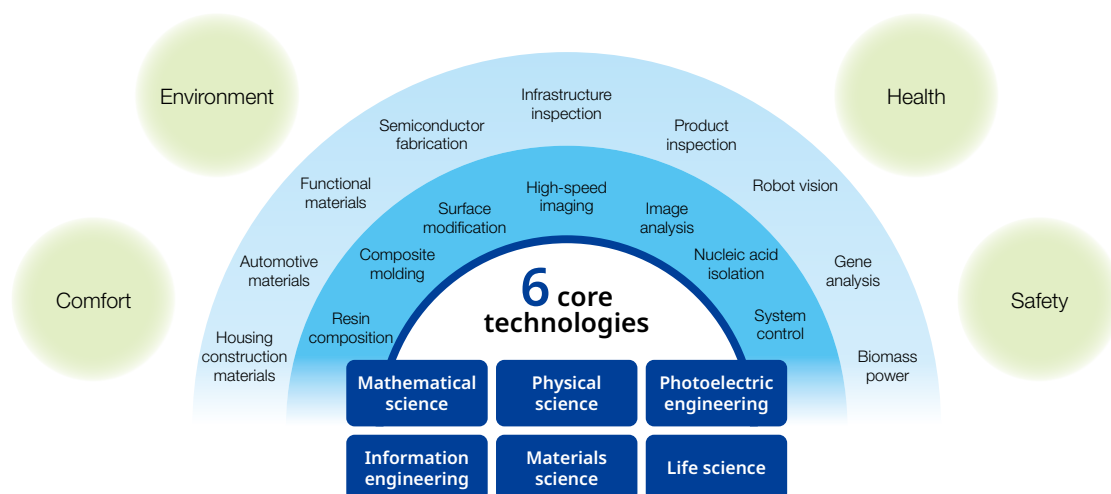 Environment
Health
Comfort
Safety
Infrastructure
inspection
Semiconductor
fabrication
Product
inspection
Functional
materials
Robot vision
Automotive
materials
Gene
analysis
Housing
construction
materials
Biomass
power
High-speed
imaging
Surface
modification
Image
analysis
Composite
molding
Nucleic acid
isolation
Resin
composition
System
control
6 core
technologies
Mathematical
science
Physical
science
Photoelectric
engineering
Information
engineering
Materials
science
Life science